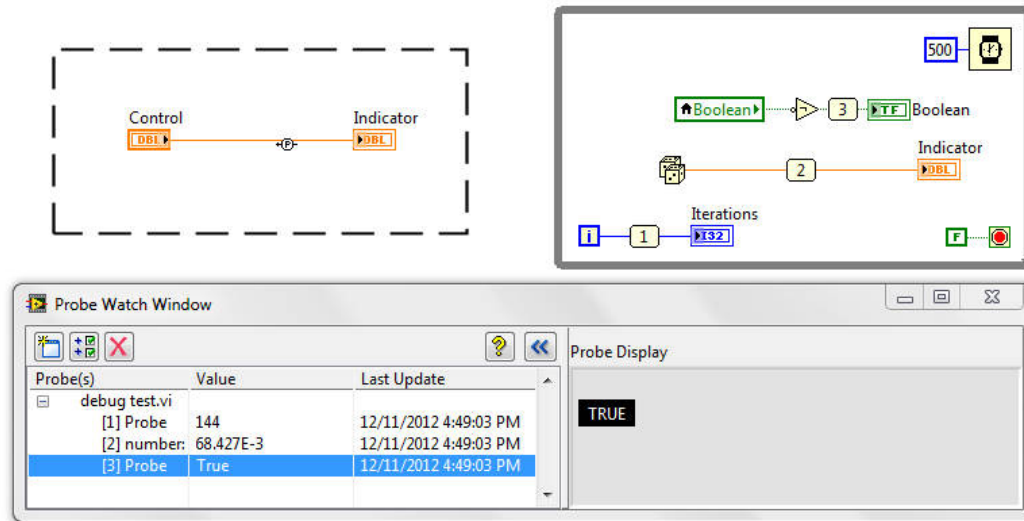 500
Control
Indicator
DBL
P
DBL
Boolean
3
TF
Boolean
Indicator
2
DBL
Iterations
i
1
I32
F
Probe Watch Window
Probe Display
Probe(s) Value Last Update
debug test.vi
[1] Probe 144 12/11/2012 4:49:03 PM
[2] number: 68.427E-3 12/11/2012 4:49:03 PM
[3] Probe True 12/11/2012 4:49:03 PM
TRUE